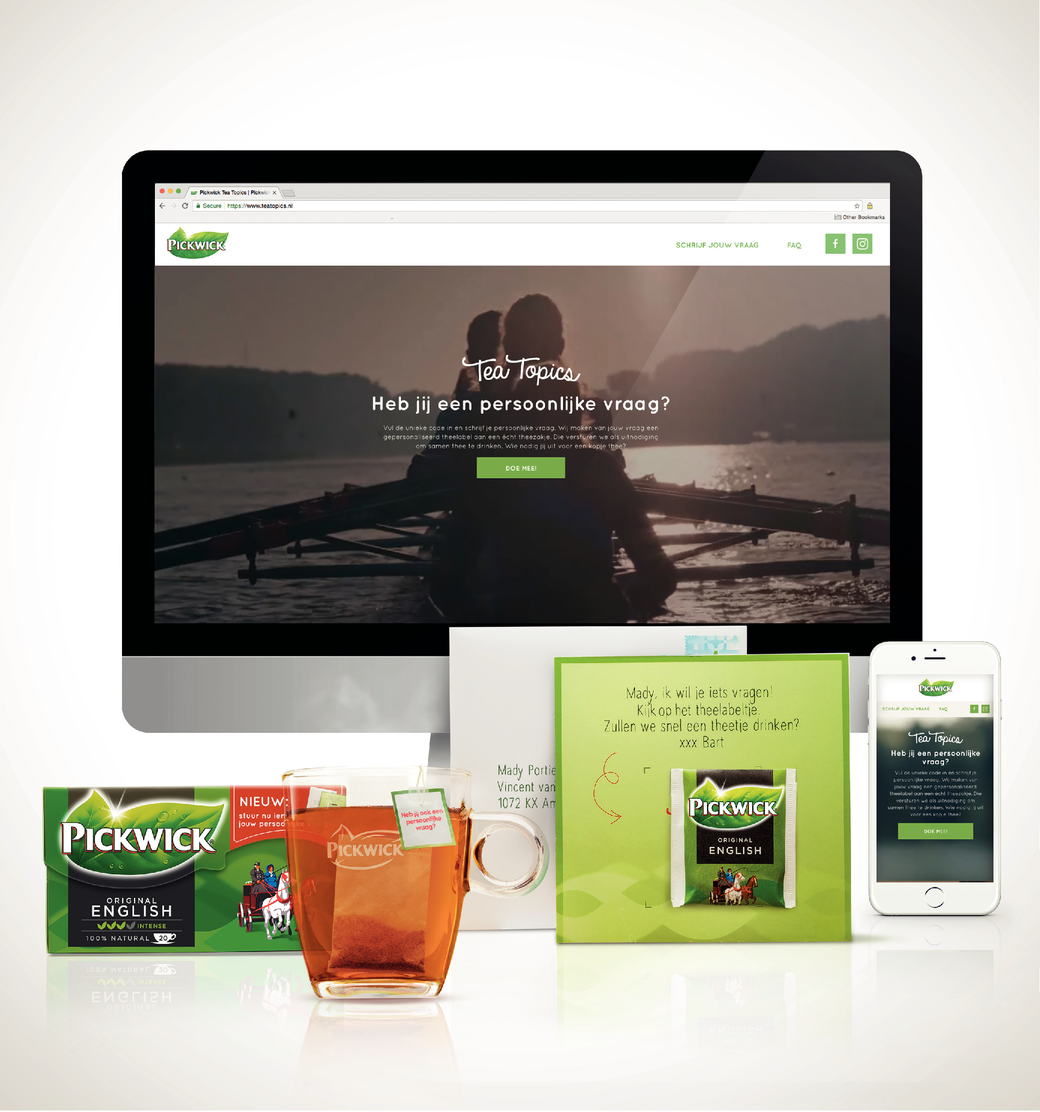 Pickwick Tea Topics | Pickwic
Secure https://www.teatopics.nl
Other Bookmarks
PICKWICK
SCHRIJF JOUW VRAAG FAQ
Tea Topics
Heb jij een persoonlijke vraag?
Vul de unieke code in en schrijf je persoonlijke vraag. Wij maken van jouw vraag een
gepersonaliseerd theelabel aan een écht theezakje. Die versturen we als uitnodiging
om samen thee te drinken. Wie nodig jij uit voor een kopje thee?
DOE MEE!
Mady Portie
Vincent van
1072 KX Am
Mady, ik wil je iets vragen!
Kijk op het theelabeltje.
Zullen we snel een theetje drinken?
xxx Bart
PICKWICK
ORIGINAL
ENGLISH
PICKWICK
SCHRIJF JOUW VRAAG FAQ
Tea Topics
Heb jij een persoonlijke
vraag?
Vul de unieke code in en schrijf je
persoonlijke vraag. Wij maken van
jouw vraag een gepersonaliseerd
theelabel aan een écht theezakje. Die
versturen we als uitnodiging om
samen thee te drinken. Wie nodig jij uit
voor een kopje thee?
DOE MEE!
PICKWICK
NIEUW:
stuur nu ien
jouw persoo
ORIGINAL
ENGLISH
INTENSE
100% NATURAL 20
PICKWICK
Heb jij ook een
persoonlijke
vraag?